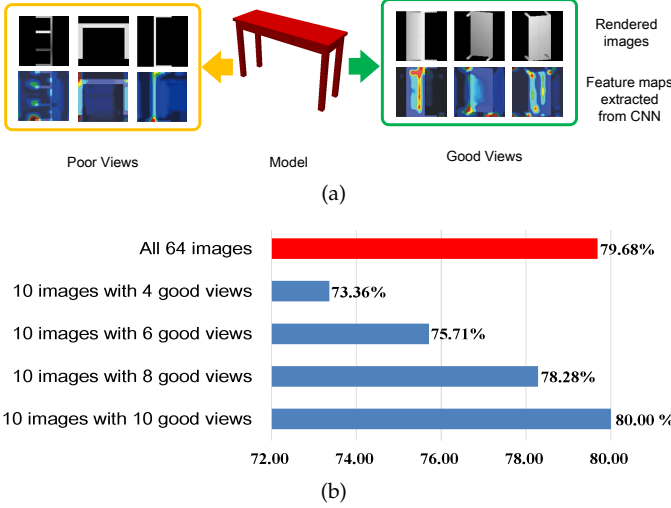 Rendered
images
Feature maps
extracted
from CNN
Poor Views
Model
Good Views
(a)
All 64 images
79.68%
10 images with 4 good views
73.36%
10 images with 6 good views
75.71%
10 images with 8 good views
78.28%
10 images with 10 good views
80.00 %
72.00 74.00 76.00 78.00 80.00
(b)